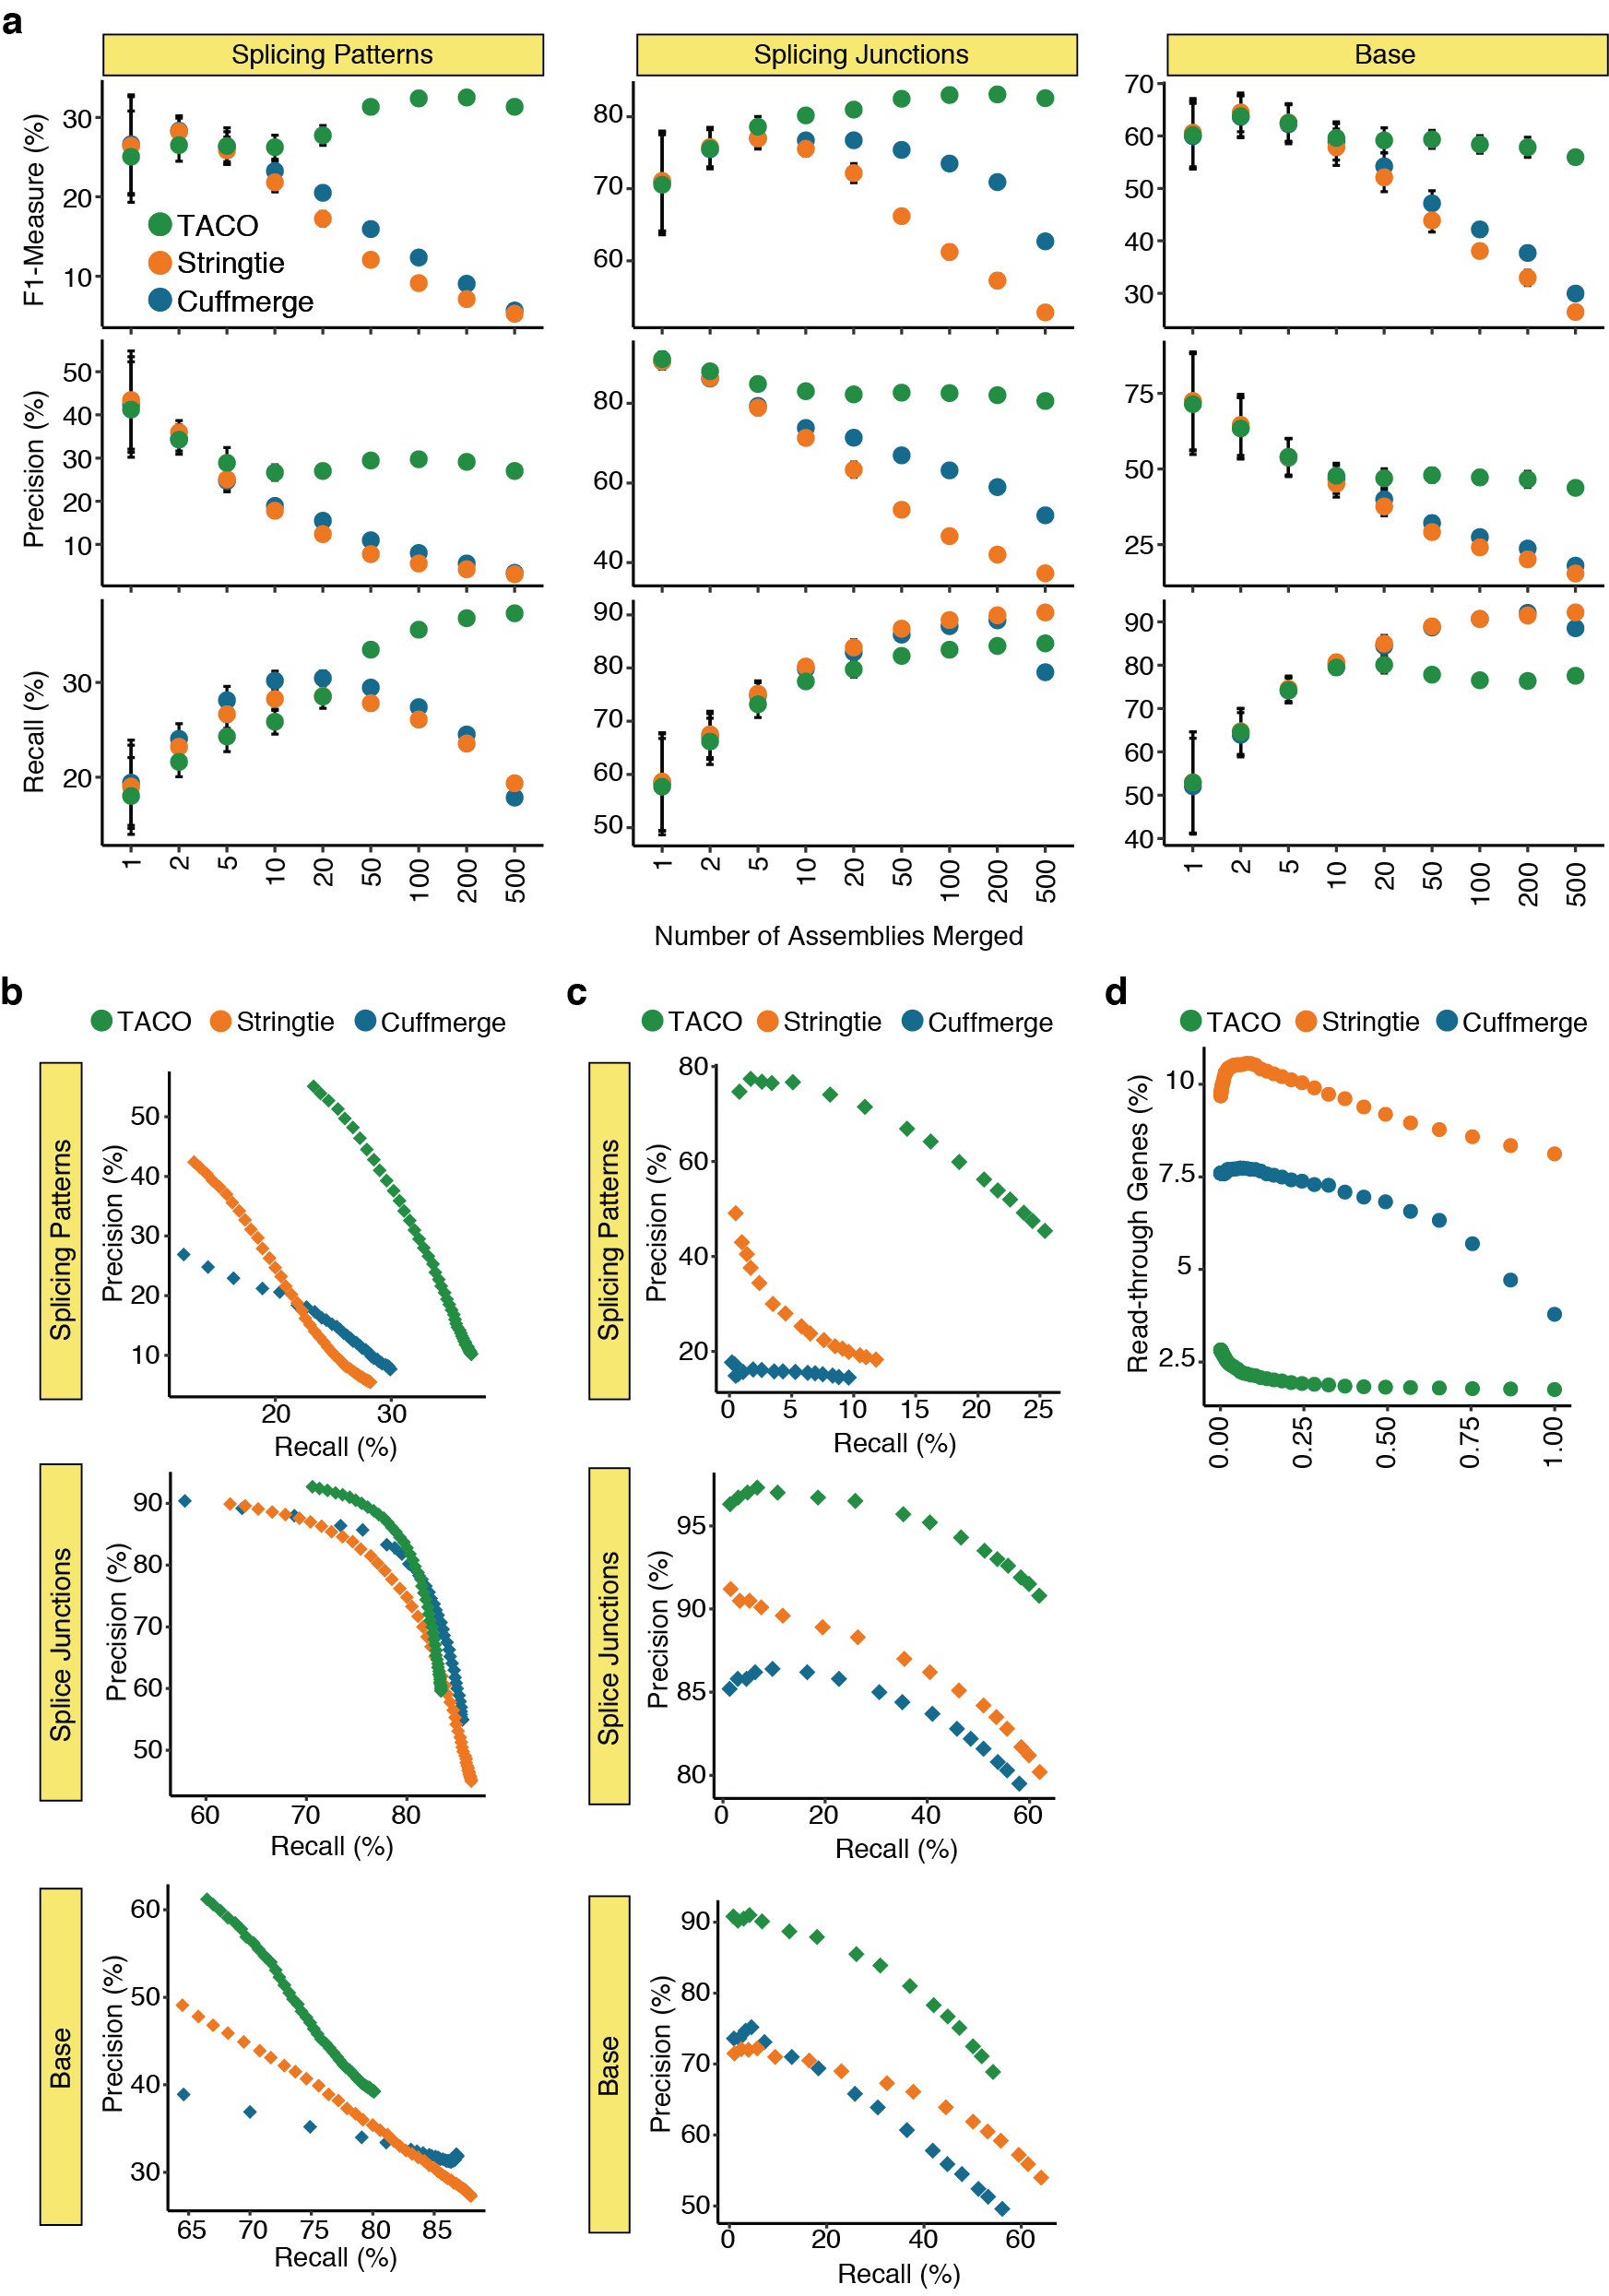 a
Splicing Patterns
Splicing Junctions
Base
F1-Measure (%)
30
20
10
TACO
Stringtie
Cuffmerge
80
70
60
70
60
50
40
30
Precision (%)
50
40
30
20
10
80
60
40
75
50
25
Recall (%)
30
20
90
80
70
60
50
90
80
70
60
50
40
1 2 5 10 20 50 100 200 500
1 2 5 10 20 50 100 200 500
1 2 5 10 20 50 100 200 500
Number of Assemblies Merged
b
TACO Stringtie Cuffmerge
Splicing Patterns
Precision (%)
50
40
30
20
10
20 30
Recall (%)
Splice Junctions
Precision (%)
90
80
70
60
50
60 70 80
Recall (%)
Base
Precision (%)
60
50
40
30
65 70 75 80 85
Recall (%)
c
TACO Stringtie Cuffmerge
Splicing Patterns
Precision (%)
80
60
40
20
0 5 10 15 20 25
Recall (%)
Splice Junctions
Precision (%)
95
90
85
80
0 20 40 60
Recall (%)
Base
Precision (%)
90
80
70
60
50
0 20 40 60
Recall (%)
d
TACO Stringtie Cuffmerge
Read-through Genes (%)
10
7.5
5
2.5
0.00 0.25 0.50 0.75 1.00